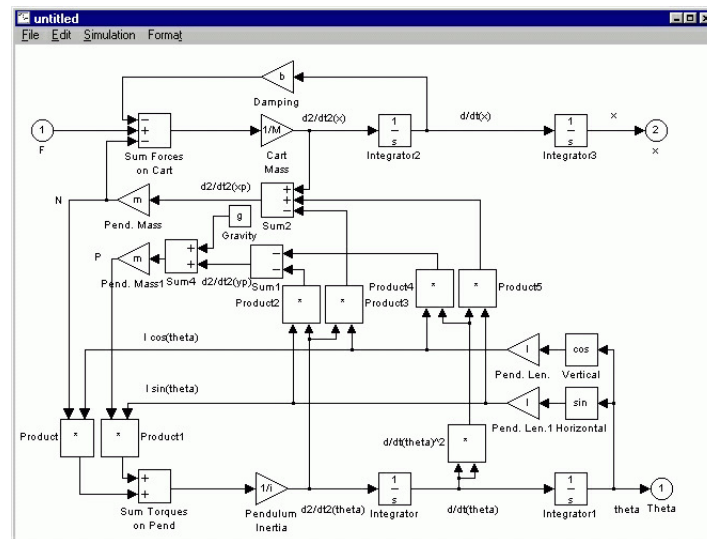 untitled
File Edit Simulation Format
b
Damping
1
F
−
+
−
Sum Forces
on Cart
1/M
Cart
Mass
d2/dt2(x)
1
s
Integrator2
d/dt(x)
1
s
Integrator3
x
2
x
N
m
Pend. Mass
d2/dt2(xp)
+
+
−
Sum2
g
Gravity
P
m
Pend. Mass1
+
+
Sum4
d2/dt2(yp)
−
−
Sum1
Product2
*
*
Product3
Product4
*
*
Product5
l cos(theta)
l
Pend. Len.
cos
Vertical
l sin(theta)
l
Pend. Len.1
sin
Horizontal
Product
*
*
Product1
d/dt(theta)^2
*
+
+
Sum Torques
on Pend
1/i
Pendulum
Inertia
d2/dt2(theta)
1
s
Integrator
d/dt(theta)
1
s
Integrator1
theta
1
Theta